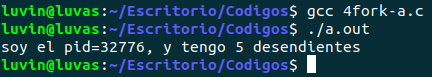 luvin@luvas:~/Escritorio/Codigos$ gcc 4fork-a.c
luvin@luvas:~/Escritorio/Codigos$ ./a.out
soy el pid=32776, y tengo 5 desendientes
luvin@luvas:~/Escritorio/Codigos$